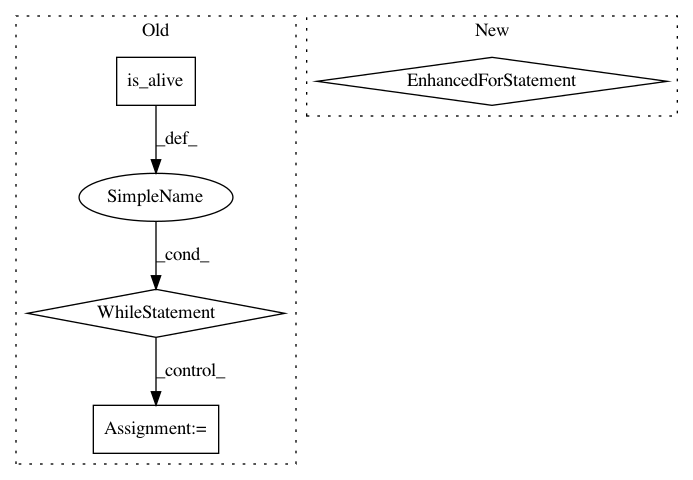 Old
New
is_alive
EnhancedForStatement
_def_
SimpleName
_cond_
WhileStatement
_control_
Assignment:=